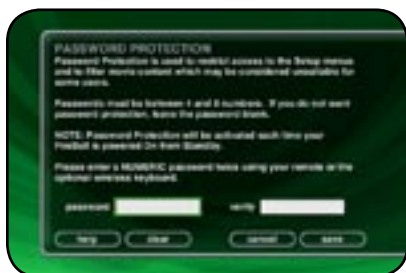 PASSWORD PROTECTION
Password Protection is used to restrict access to the Setup menus
and to filter movie content which may be considered unsuitable for
some users.
Passwords must be between 1 and 8 numbers. If you do not want
password protection, leave the password blank.
NOTE: Password Protection will be activated each time your
is powered On from Standby.
Please enter a NUMERIC password twice using your remote or the
optional wireless keyboard.
password verify
help clear cancel save